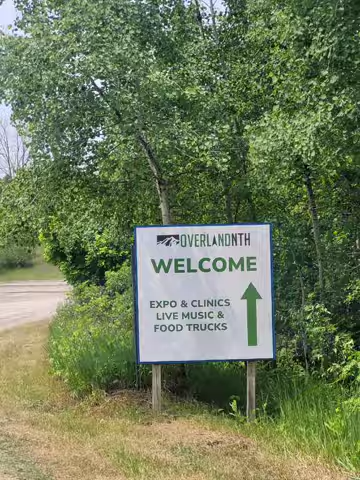 OVERLANDNTH
WELCOME
EXPO & CLINICS
LIVE MUSIC &
FOOD TRUCKS